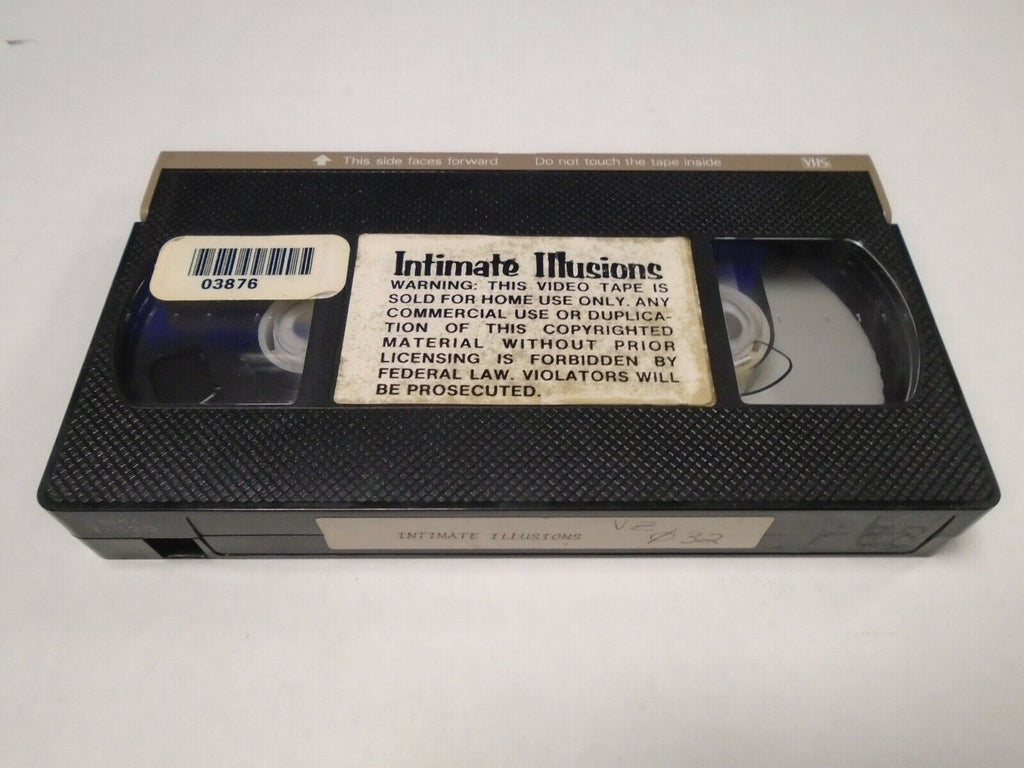 This side faces forward Do not touch the tape inside VHS
03876
Intimate Illusions
WARNING: THIS VIDEO TAPE IS
SOLD FOR HOME USE ONLY. ANY
COMMERCIAL USE OR DUPLICA-
TION OF THIS COPYRIGHTED
MATERIAL WITHOUT PRIOR
LICENSING IS FORBIDDEN BY
FEDERAL LAW. VIOLATORS WILL
BE PROSECUTED.
V2
INTIMATE ILLUSIONS Ø32